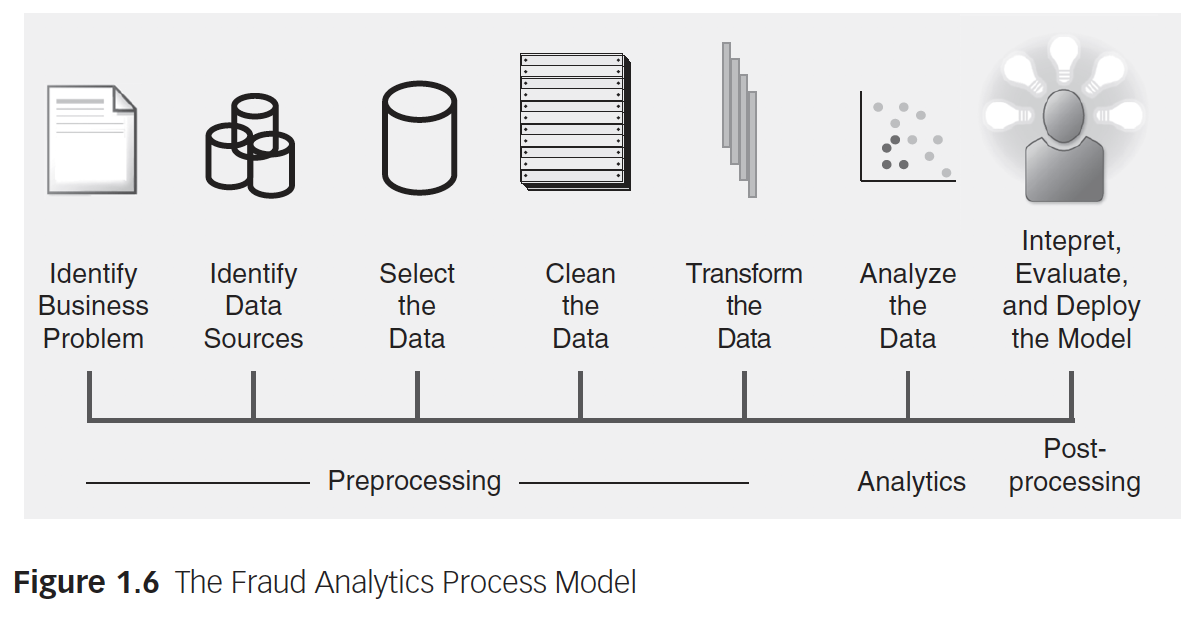 Identify
Business
Problem
Identify
Data
Sources
Select
the
Data
Clean
the
Data
Transform
the
Data
Analyze
the
Data
Intepret,
Evaluate,
and Deploy
the Model
Preprocessing
Analytics
Post-
processing
Figure 1.6 The Fraud Analytics Process Model